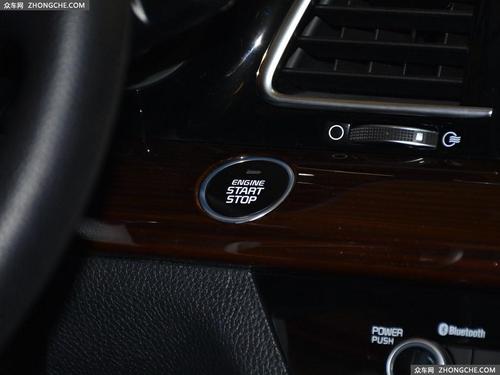 众车网 ZHONGCHE.COM
ENGINE
START
STOP
POWER
PUSH
Bluetooth
众车网 ZHONGCHE.COM